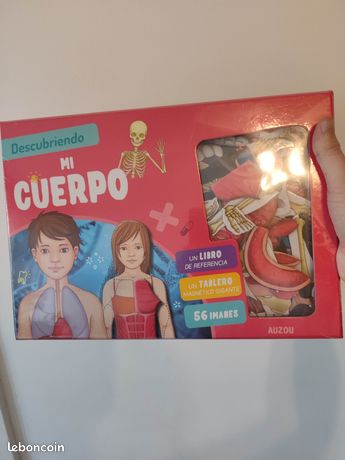 Descubriendo
MI
CUERPO
UN LIBRO
DE REFERENCIA
UN TABLERO
MAGNÉTICO GIGANTE
56 IMANES
AUZOU
leboncoin